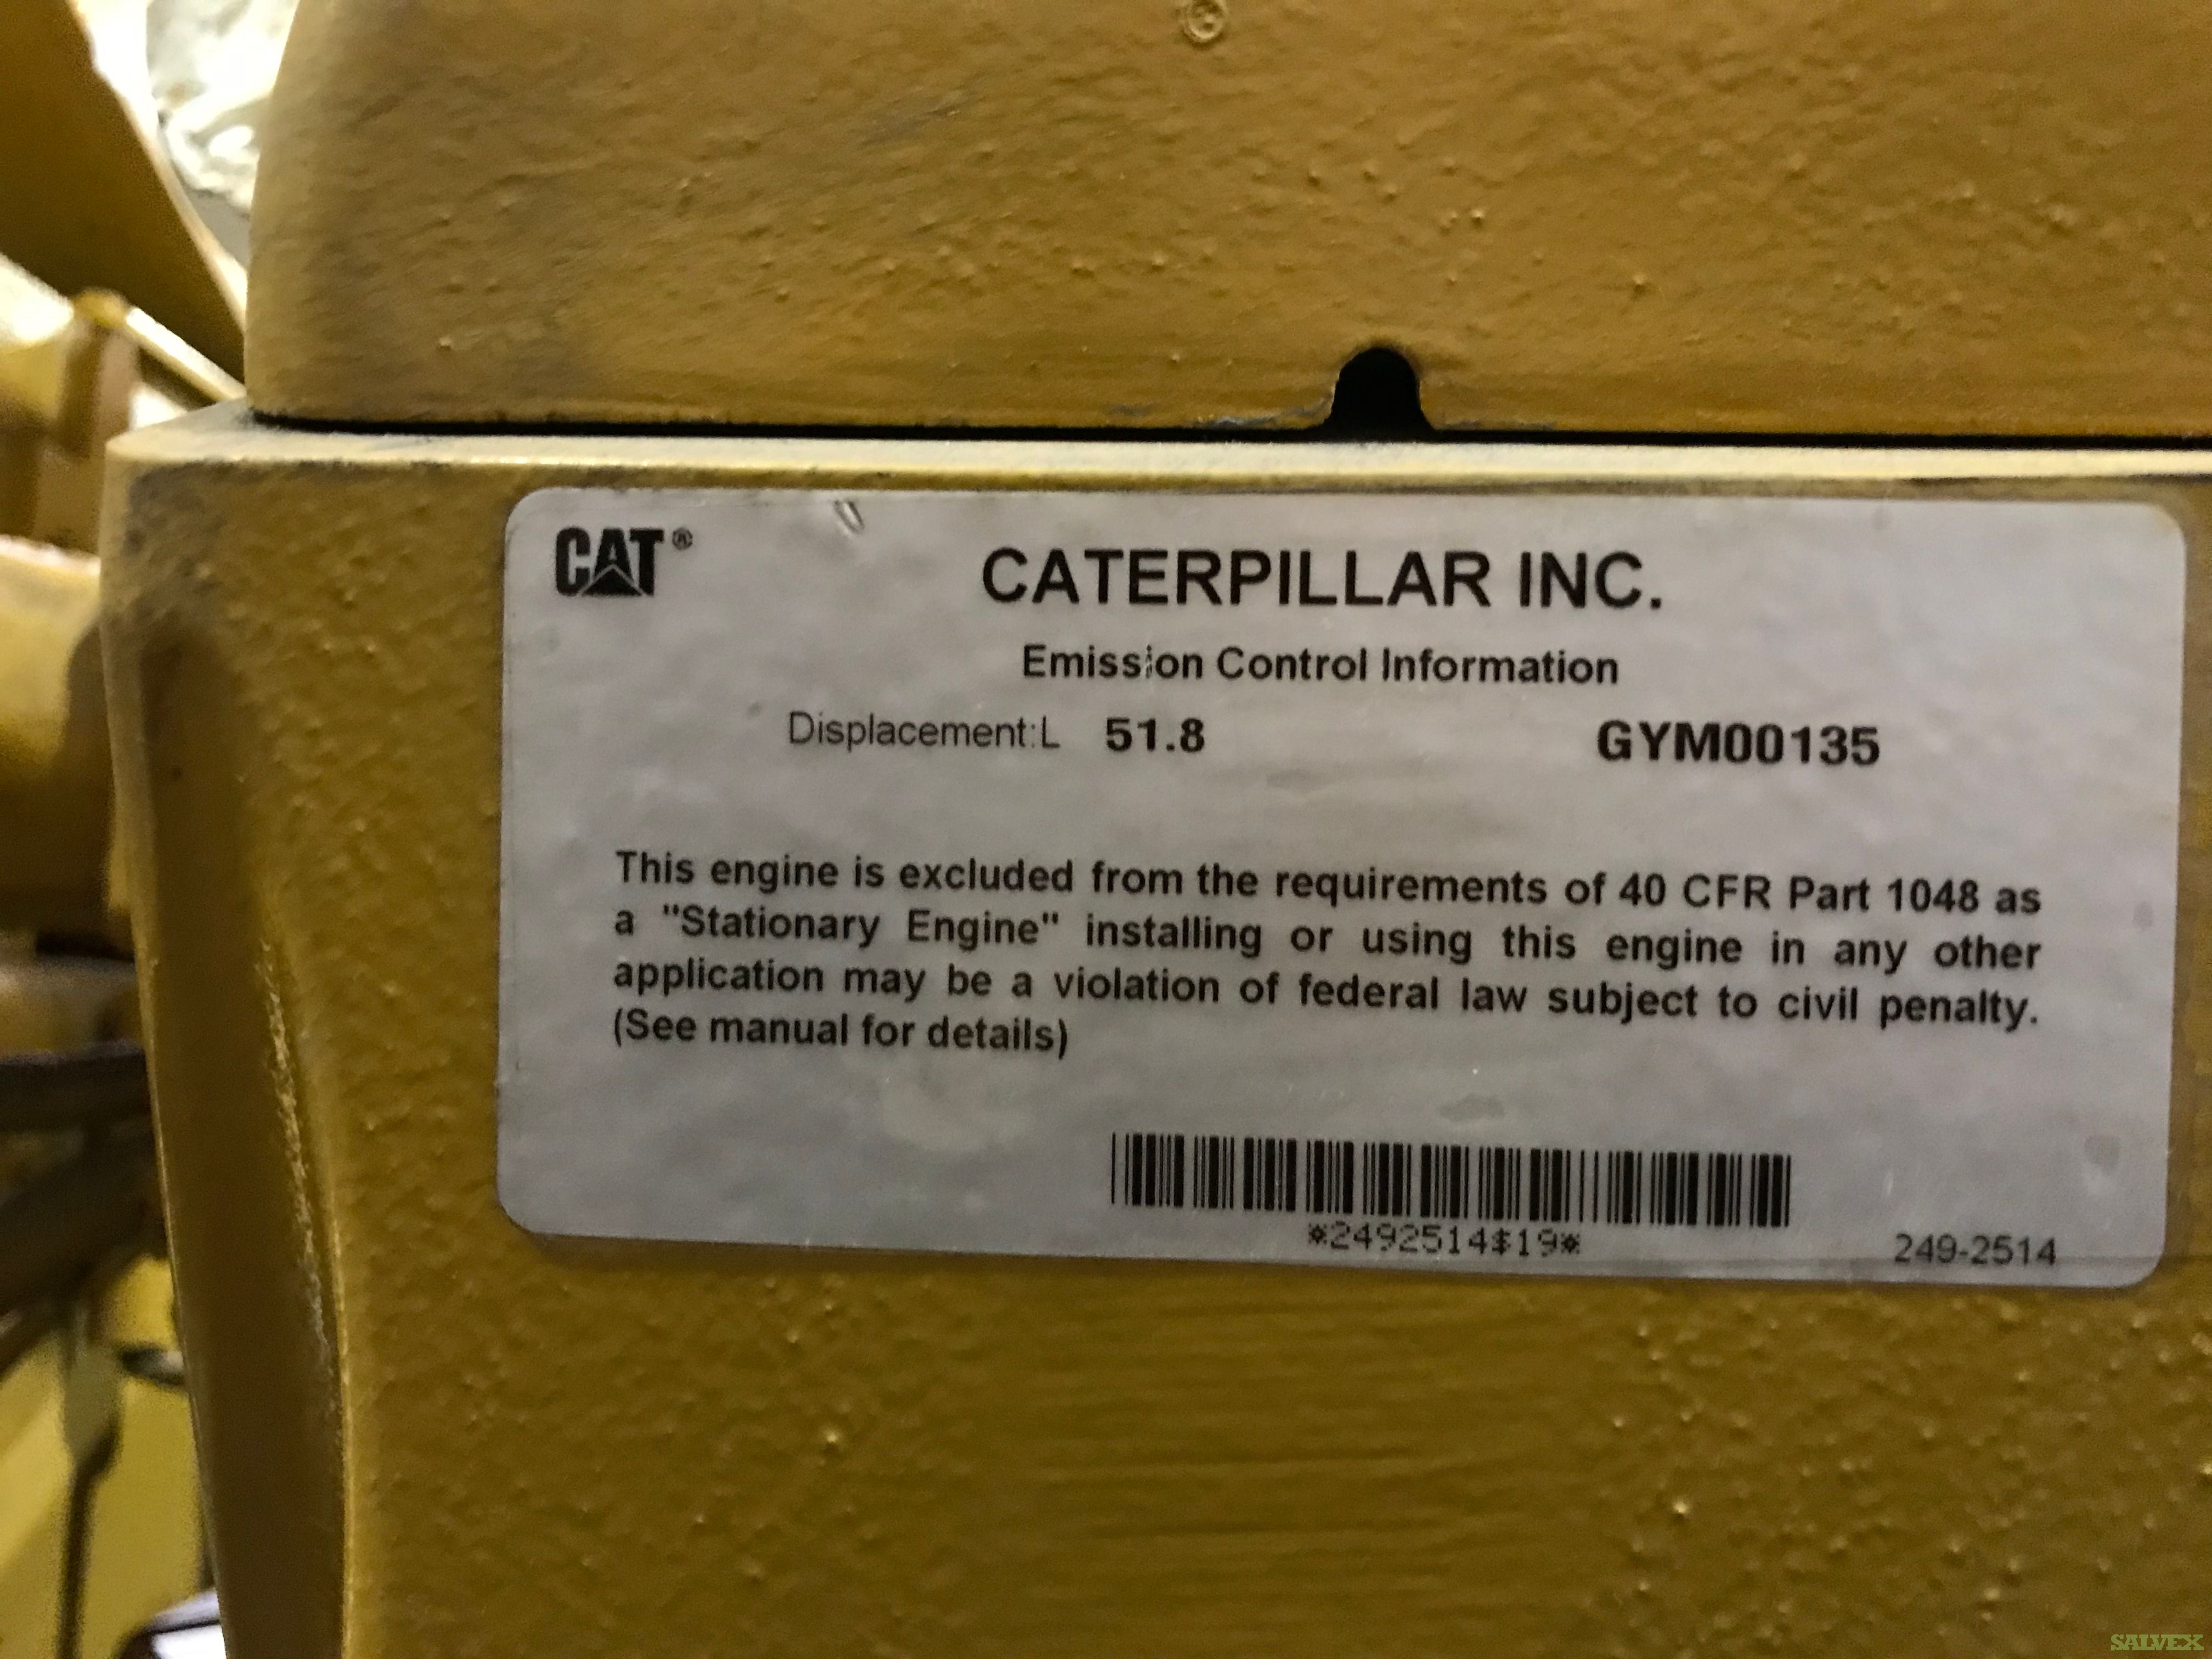 CAT®
CATERPILLAR INC.
Emission Control Information
Displacement:L 51.8 GYM00135
This engine is excluded from the requirements of 40 CFR Part 1048 as
a "Stationary Engine" installing or using this engine in any other
application may be a violation of federal law subject to civil penalty.
(See manual for details)
*2492514$19*
249-2514
SALVEX